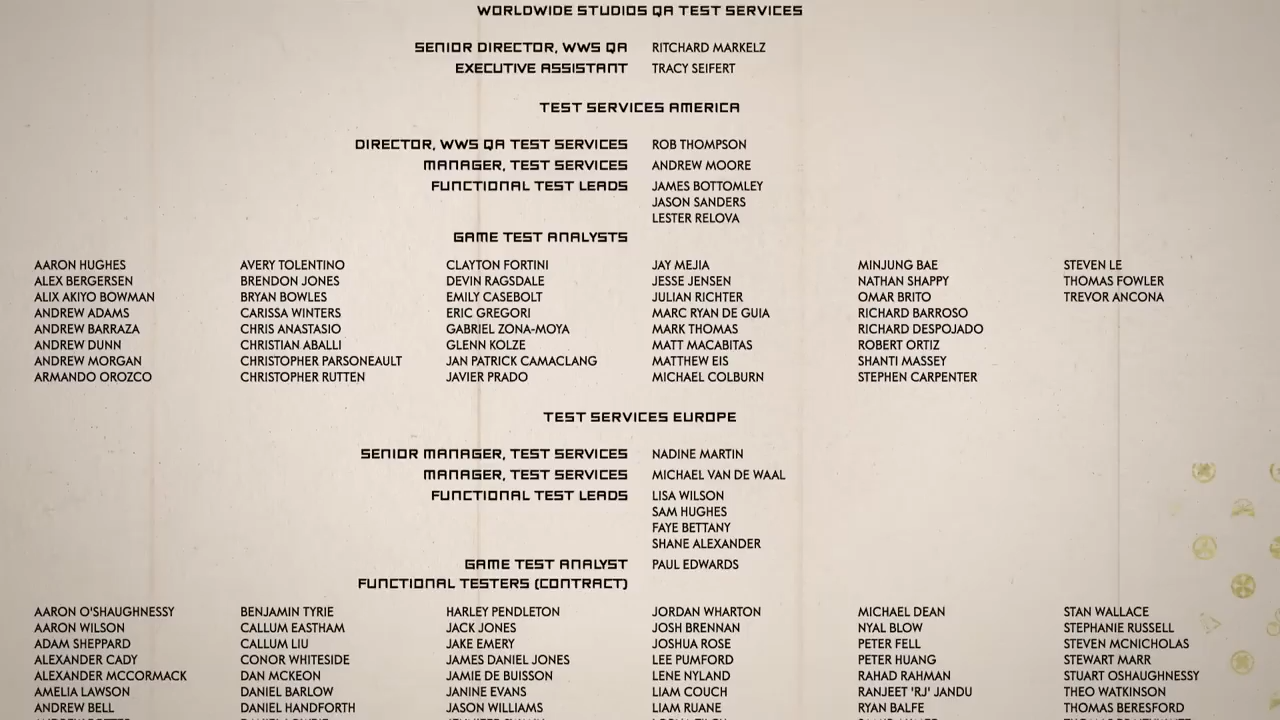 WORLDWIDE STUDIOS QA TEST SERVICES
SENIOR DIRECTOR, WWS QA RITCHARD MARKELZ
EXECUTIVE ASSISTANT TRACY SEIFERT
TEST SERVICES AMERICA
DIRECTOR, WWS QA TEST SERVICES ROB THOMPSON
MANAGER, TEST SERVICES ANDREW MOORE
FUNCTIONAL TEST LEADS JAMES BOTTOMLEY
JASON SANDERS
LESTER RELOVA
GAME TEST ANALYSTS
AARON HUGHES AVERY TOLENTINO CLAYTON FORTINI JAY MEJIA MINJUNG BAE STEVEN LE
ALEX BERGERSEN BRENDON JONES DEVIN RAGSDALE JESSE JENSEN NATHAN SHAPPY THOMAS FOWLER
ALIX AKIYO BOWMAN BRYAN BOWLES EMILY CASEBOLT JULIAN RICHTER OMAR BRITO TREVOR ANCONA
ANDREW ADAMS CARISSA WINTERS ERIC GREGORI MARC RYAN DE GUIA RICHARD BARROSO
ANDREW BARRAZA CHRIS ANASTASIO GABRIEL ZONA-MOYA MARK THOMAS RICHARD DESPOJADO
ANDREW DUNN CHRISTIAN ABALLI GLENN KOLZE MATT MACABITAS ROBERT ORTIZ
ANDREW MORGAN CHRISTOPHER PARSONEAULT JAN PATRICK CAMACLANG MATTHEW EIS SHANTI MASSEY
ARMANDO OROZCO CHRISTOPHER RUTTEN JAVIER PRADO MICHAEL COLBURN STEPHEN CARPENTER
TEST SERVICES EUROPE
SENIOR MANAGER, TEST SERVICES NADINE MARTIN
MANAGER, TEST SERVICES MICHAEL VAN DE WAAL
FUNCTIONAL TEST LEADS LISA WILSON
SAM HUGHES
FAYE BETTANY
SHANE ALEXANDER
GAME TEST ANALYST PAUL EDWARDS
FUNCTIONAL TESTERS (CONTRACT)
AARON O'SHAUGHNESSY BENJAMIN TYRIE HARLEY PENDLETON JORDAN WHARTON MICHAEL DEAN STAN WALLACE
AARON WILSON CALLUM EASTHAM JACK JONES JOSH BRENNAN NYAL BLOW STEPHANIE RUSSELL
ADAM SHEPPARD CALLUM LIU JAKE EMERY JOSHUA ROSE PETER FELL STEVEN MCNICHOLAS
ALEXANDER CADY CONOR WHITESIDE JAMES DANIEL JONES LEE PUMFORD PETER HUANG STEWART MARR
ALEXANDER MCCORMACK DAN MCKEON JAMIE DE BUISSON LENE NYLAND RAHAD RAHMAN STUART OSHAUGHNESSY
AMELIA LAWSON DANIEL BARLOW JANINE EVANS LIAM COUCH RANJEET 'RJ' JANDU THEO WATKINSON
ANDREW BELL DANIEL HANDFORTH JASON WILLIAMS LIAM RUANE RYAN BALFE THOMAS BERESFORD